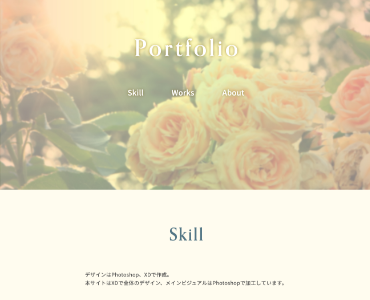 Portfolio
Skill Works About
Skill
デザインはPhotoshop、XDで作成。
本サイトはXDで全体のデザイン、メインビジュアルはPhotoshopで加工しています。